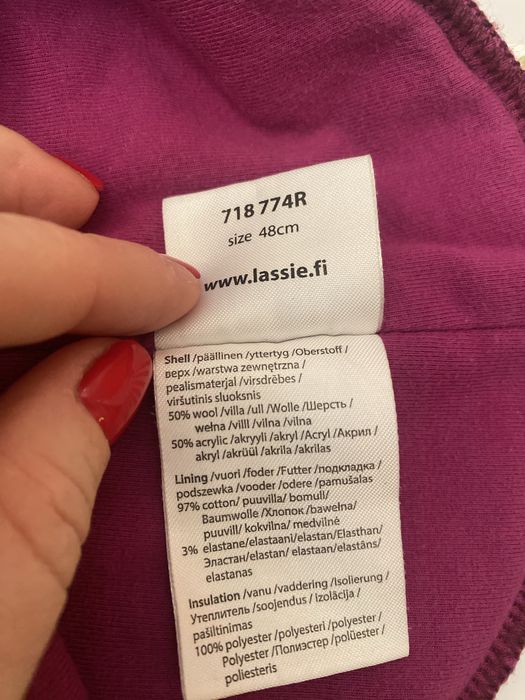 718 774R
size 48cm
www.lassie.fi
Shell /päällinen /yttertyg /Oberstoff /
верх /warstwa zewnętrzna /
pealismaterjal /virsdrēbes /
viršutinis sluoksnis
50% wool /villa /ull /Wolle /Шерсть /
wełna /villl /vilna /vilna
50% acrylic /akryyli /akryl /Acryl /Акрил /
akryl /akrüül /akrila /akrilas
Lining /vuori /foder /Futter /подкладка /
podszewka /vooder /odere /pamušalas
97% cotton/ puuvilla/ bomull/
Baumwolle /Хлопок /bawełna/
puuvill/ kokvilna/ medvilnė
3% elastane/elastaani/elastan/Elasthan/
Эластан/elastan/ elastaan/elastāns/
elastanas
Insulation /vanu /vaddering /Isolierung /
Утеплитель /soojendus / Izolācija /
pašiltinimas
100% polyester /polyesteri /polyester /
Polyester /Полиэстер /polüester /
poliesteris